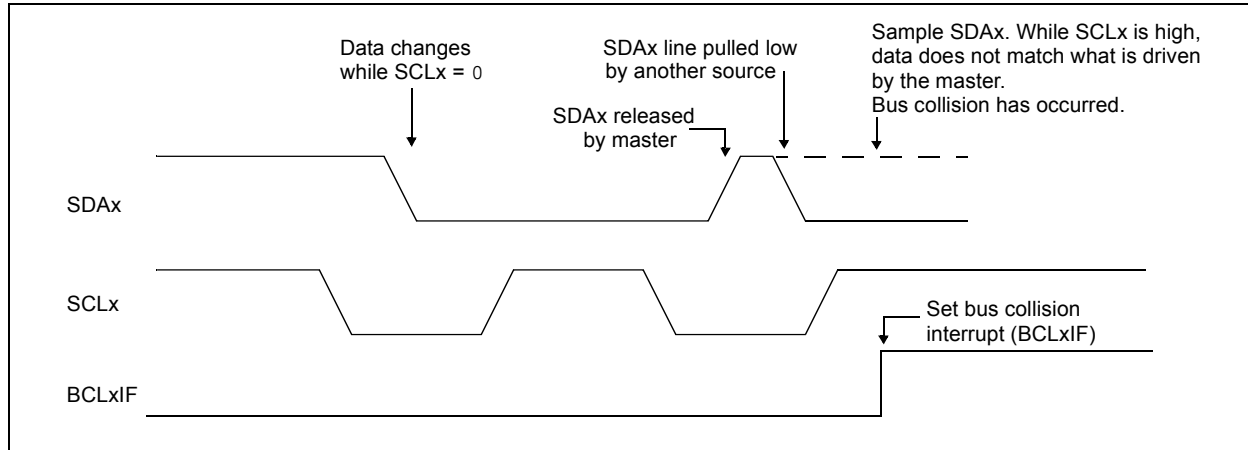 Data changes
while SCLx = 0
SDAx line pulled low
by another source
Sample SDAx. While SCLx is high,
data does not match what is driven
by the master.
Bus collision has occurred.
SDAx released
by master
SDAx
SCLx
Set bus collision
interrupt (BCLxIF)
BCLxIF